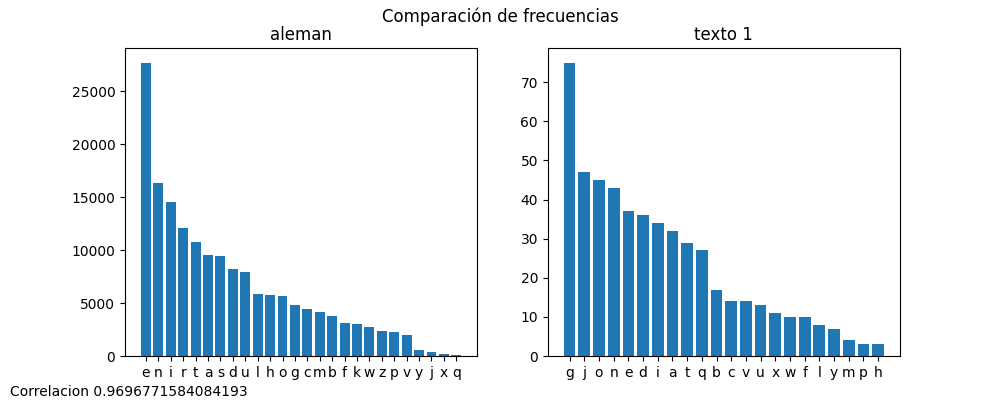 Comparación de frecuencias
aleman
texto 1
25000
20000
15000
10000
5000
0
e n i r t a s d u l h o g c m b f k w z p v y j x q
70
60
50
40
30
20
10
0
g j o n e d i a t q b c v u x w f l y m p h
Correlacion 0.9696771584084193